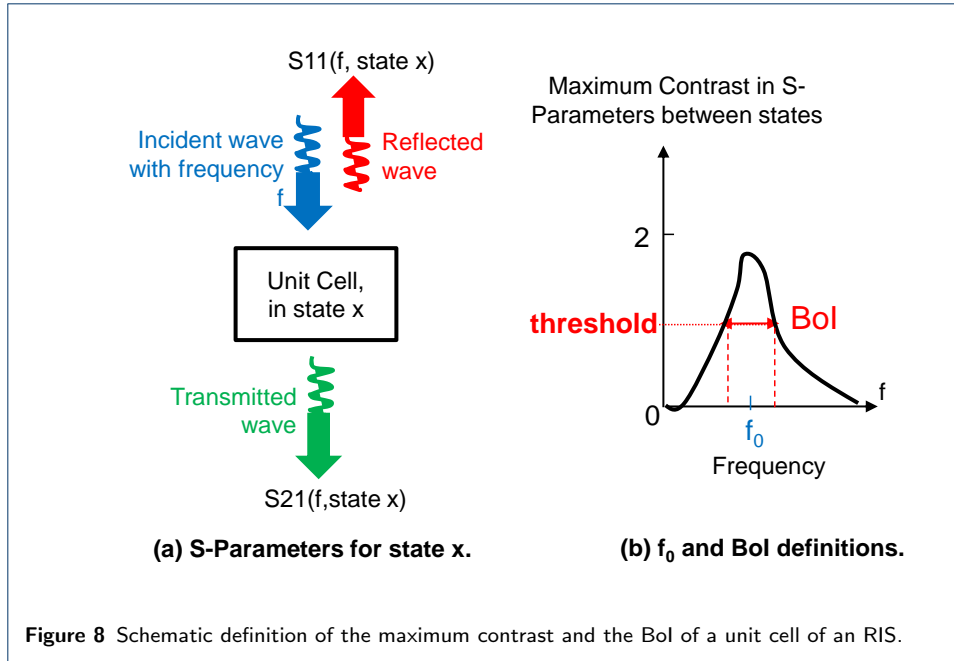 S11(f, state x)
Incident wave
with frequency
f
Reflected
wave
Unit Cell,
in state x
Transmitted
wave
S21(f,state x)
(a) S-Parameters for state x.
Maximum Contrast in S-
Parameters between states
2
threshold
BoI
0
f
f₀
Frequency
(b) f₀ and BoI definitions.
Figure 8 Schematic definition of the maximum contrast and the BoI of a unit cell of an RIS.